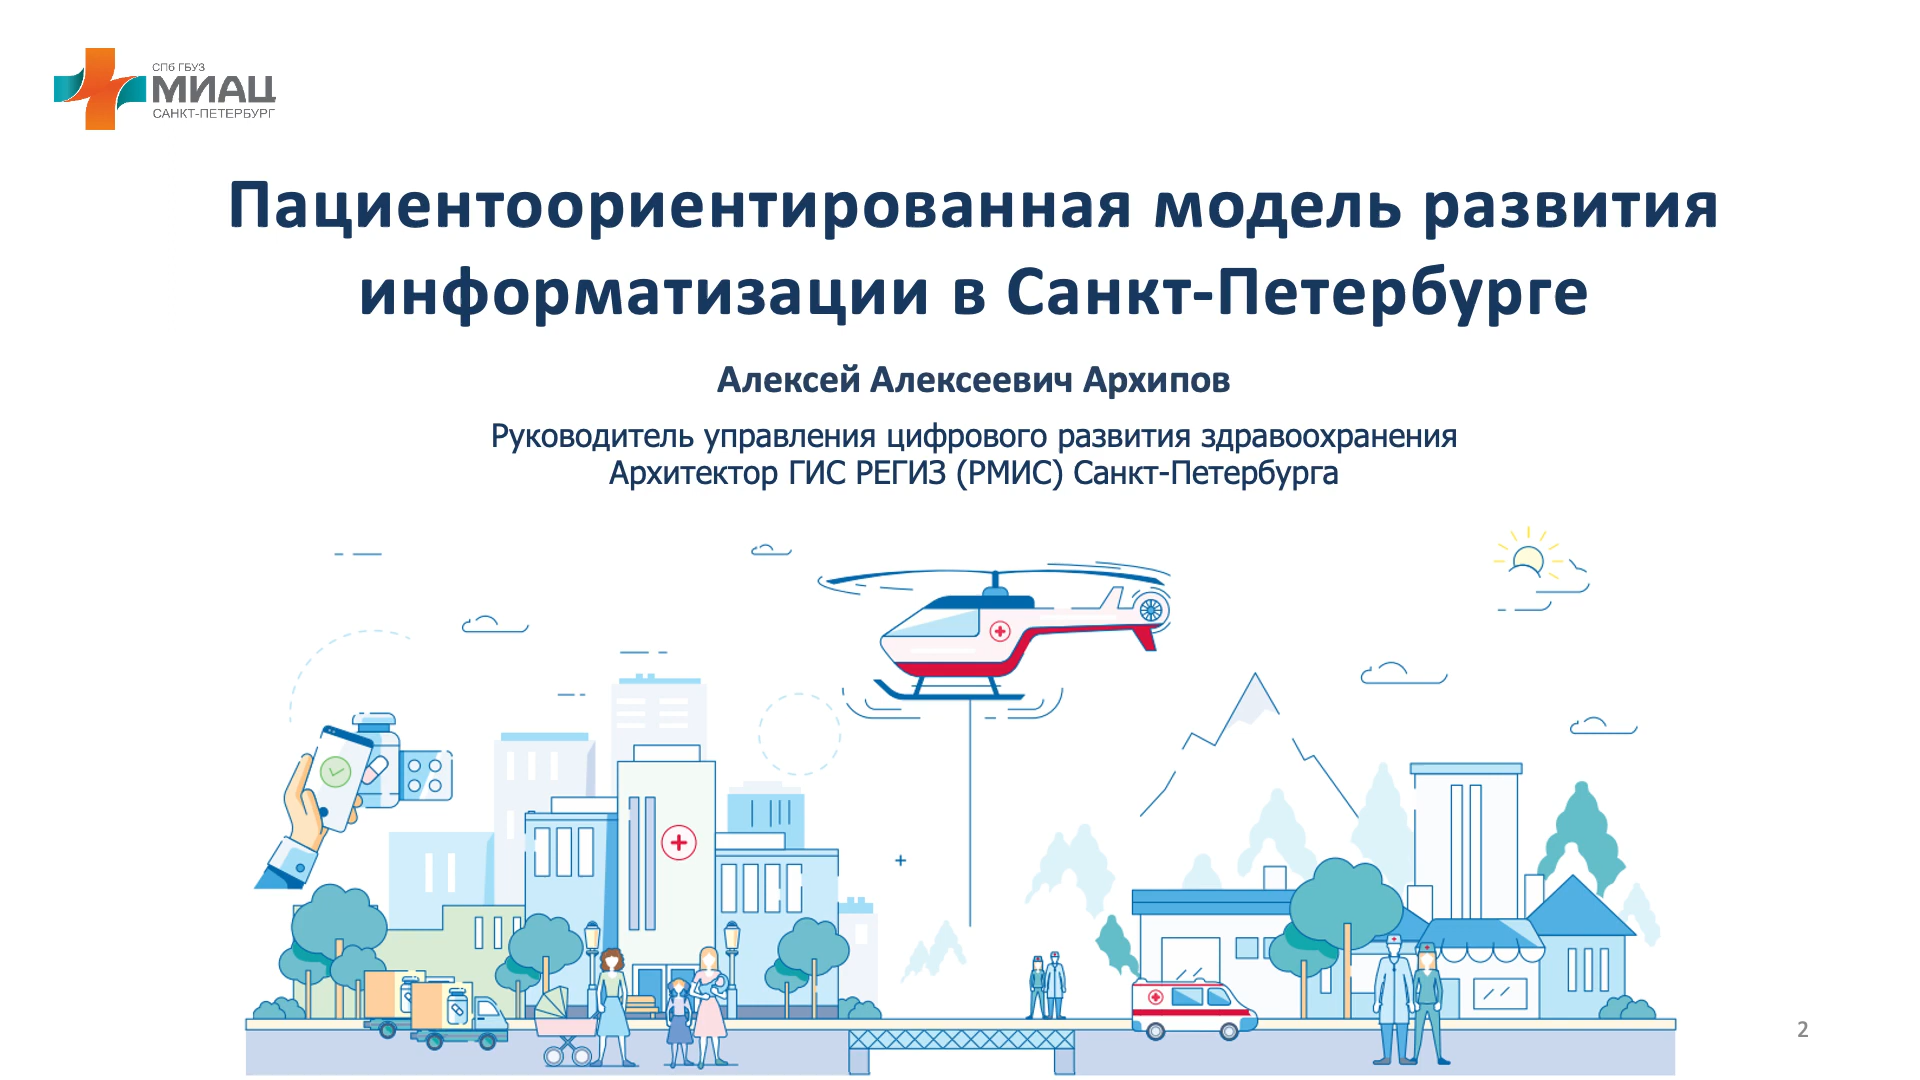 СПб ГБУЗ
МИАЦ
САНКТ-ПЕТЕРБУРГ
Пациентоориентированная модель развития
информатизации в Санкт-Петербурге
Алексей Алексеевич Архипов
Руководитель управления цифрового развития здравоохранения
Архитектор ГИС РЕГИЗ (РМИС) Санкт-Петербурга
2